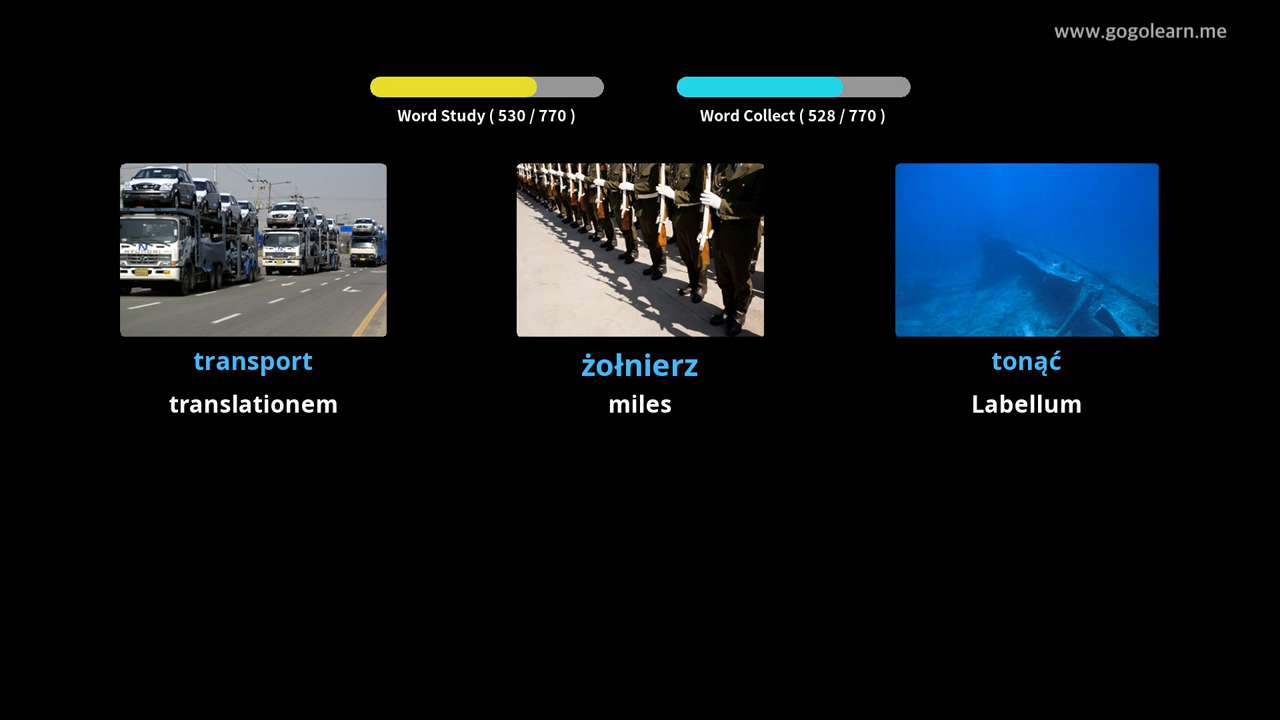 www.gogolearn.me
Word Study ( 530 / 770 )
Word Collect ( 528 / 770 )
transport
żołnierz
tonąć
translationem
miles
Labellum